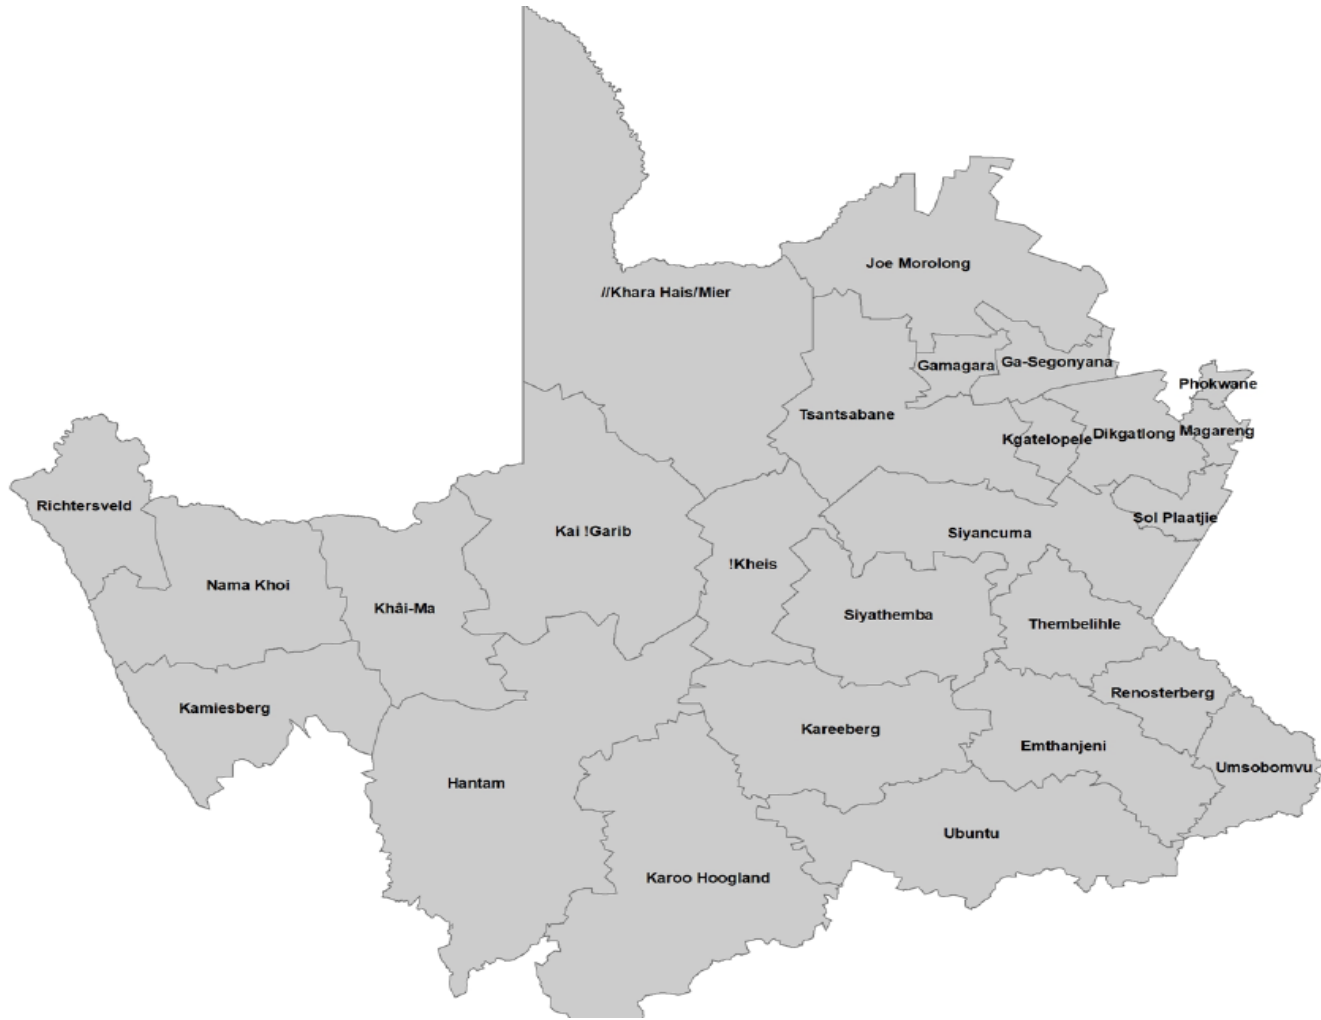 Joe Morolong
//Khara Hais/Mier
Gamagara
Ga-Segonyana
Phokwane
Tsantsabane
Kgatelopele
Dikgatlong
Magareng
Richtersveld
Sol Plaatjie
Kai !Garib
Siyancuma
!Kheis
Nama Khoi
Khâi-Ma
Siyathemba
Thembelihle
Renosterberg
Kamiesberg
Kareeberg
Emthanjeni
Umsobomvu
Hantam
Ubuntu
Karoo Hoogland